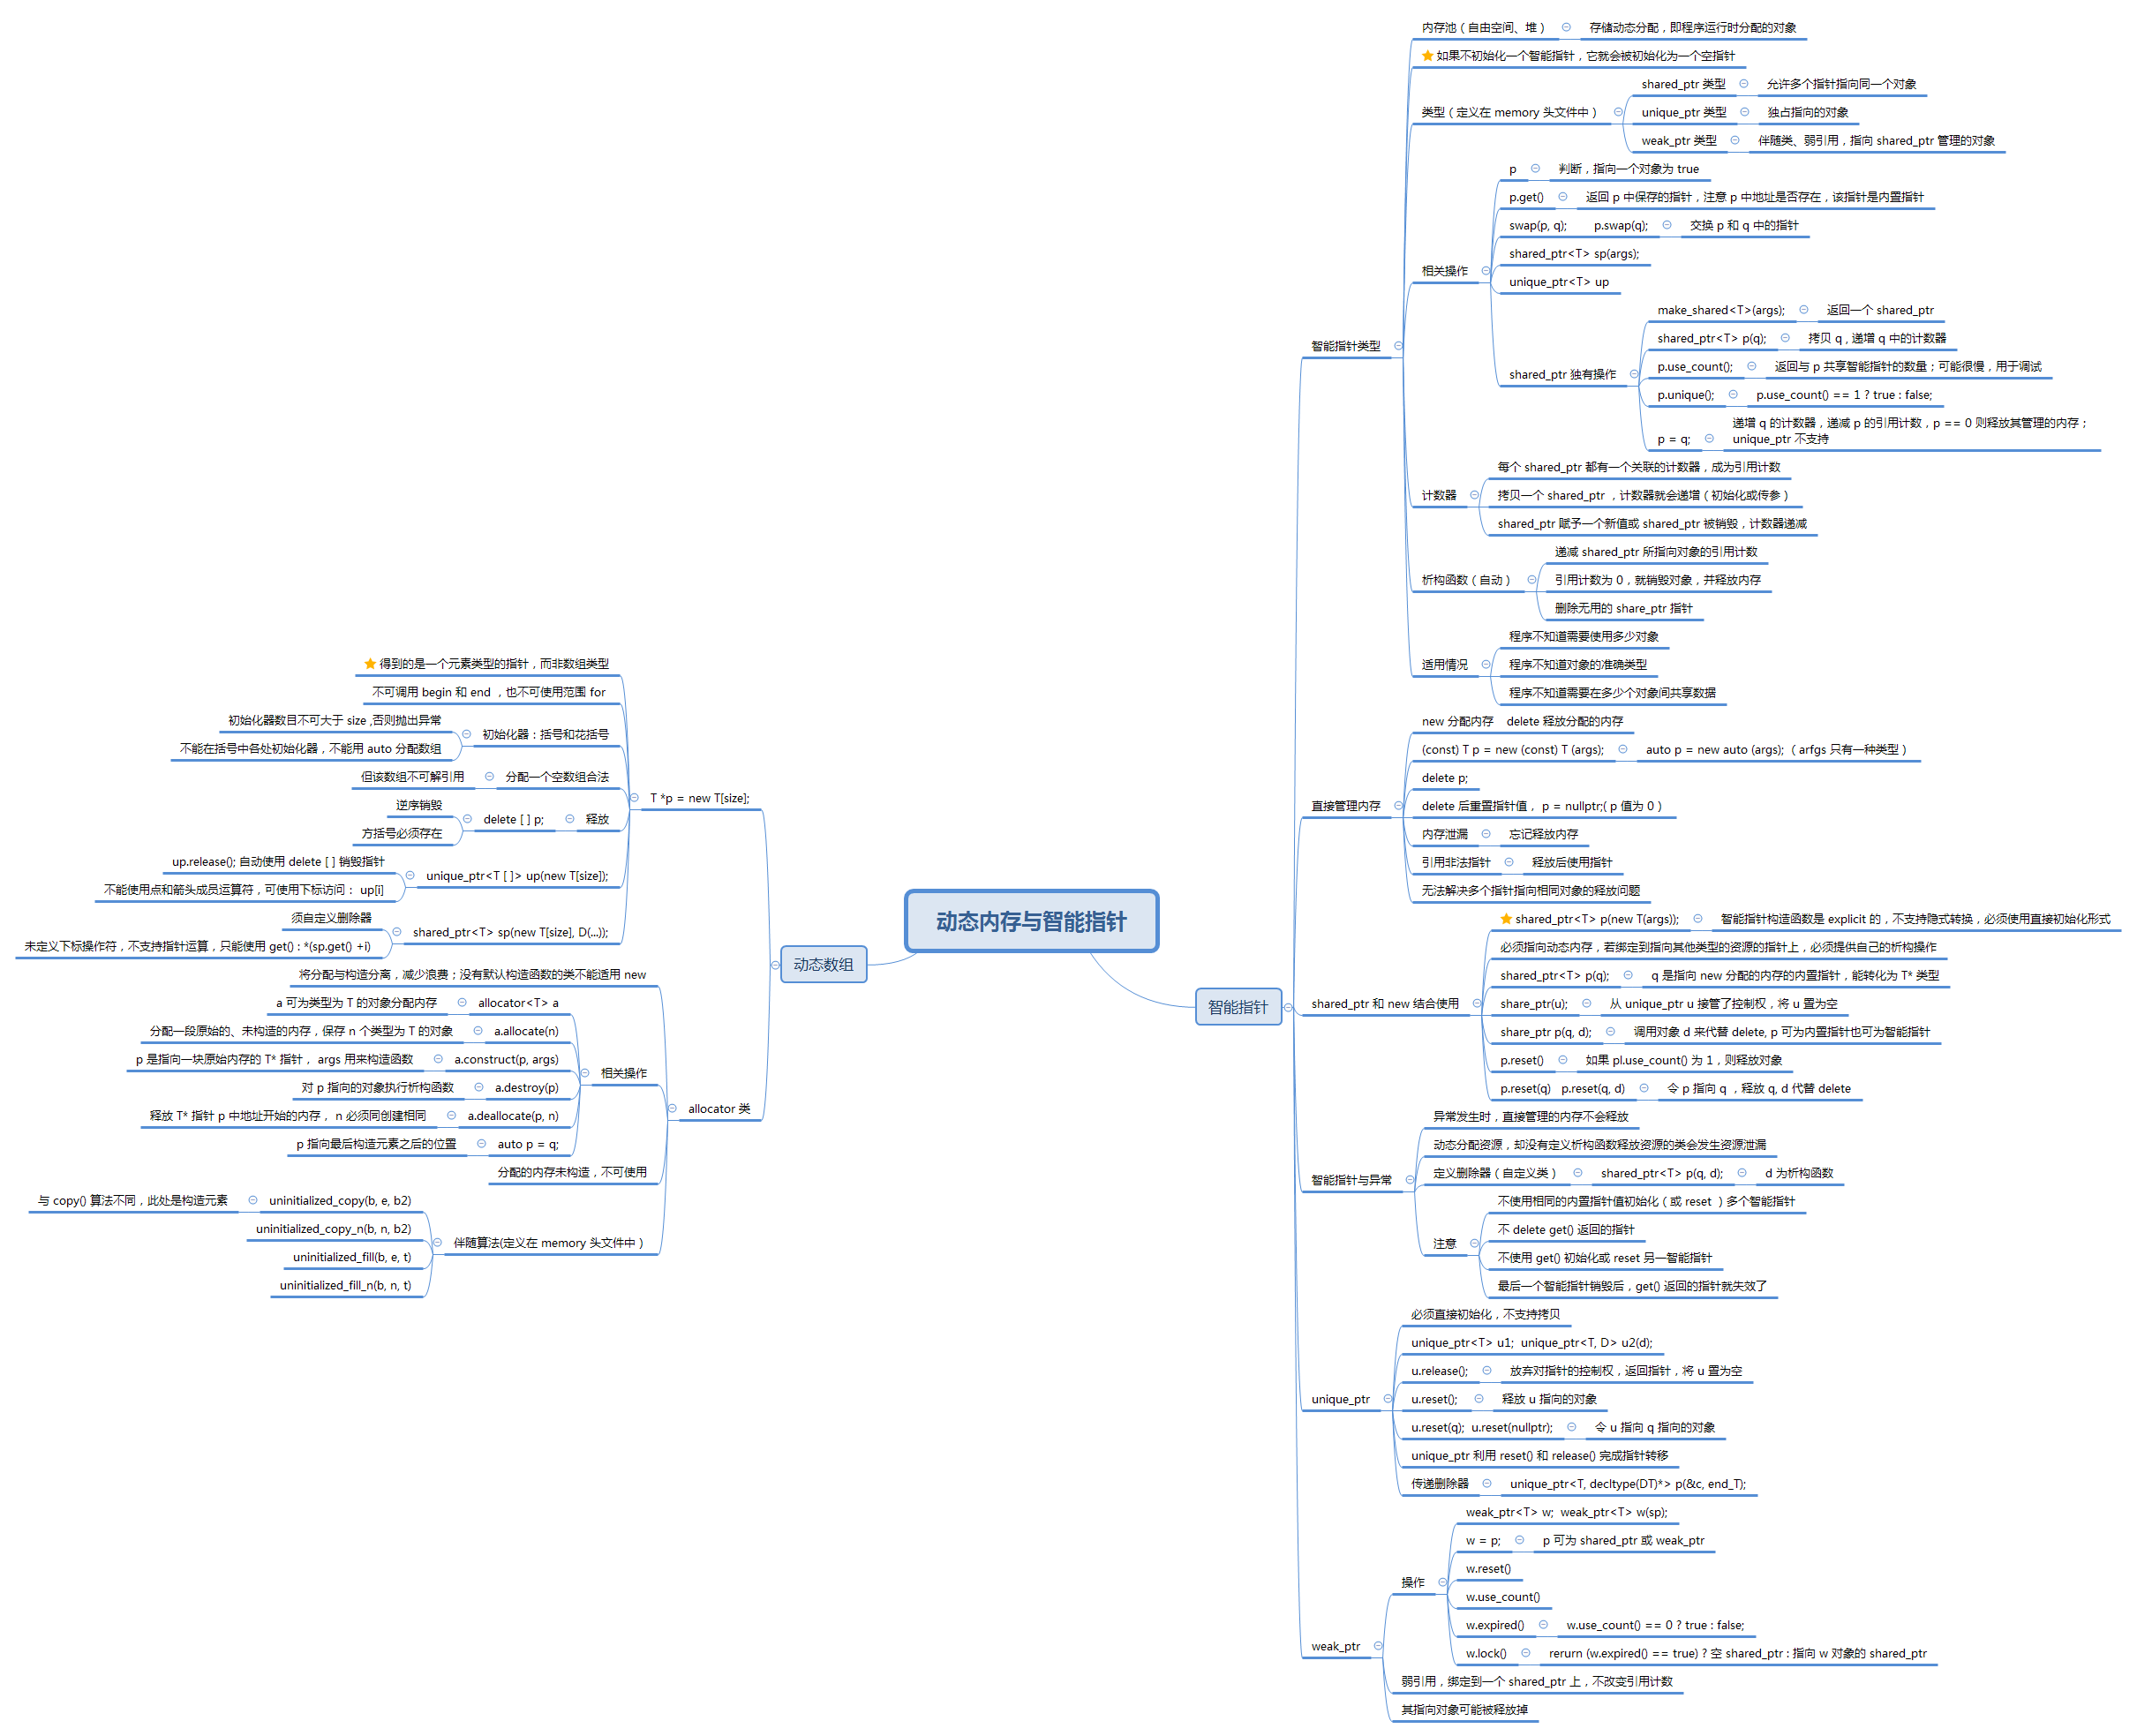 动态内存与智能指针
智能指针
智能指针类型
内存池（自由空间、堆）
存储动态分配，即程序运行时分配的对象
如果不初始化一个智能指针，它就会被初始化为一个空指针
类型（定义在 memory 头文件中）
shared_ptr 类型
允许多个指针指向同一个对象
unique_ptr 类型
独占指向的对象
weak_ptr 类型
伴随类、弱引用，指向 shared_ptr 管理的对象
相关操作
p
判断，指向一个对象为 true
p.get()
返回 p 中保存的指针，注意 p 中地址是否存在，该指针是内置指针
swap(p, q); p.swap(q);
交换 p 和 q 中的指针
shared_ptr<T> sp(args);
unique_ptr<T> up
shared_ptr 独有操作
make_shared<T>(args);
返回一个 shared_ptr
shared_ptr<T> p(q);
拷贝 q , 递增 q 中的计数器
p.use_count();
返回与 p 共享智能指针的数量；可能很慢，用于调试
p.unique();
p.use_count() == 1 ? true : false;
p = q;
递增 q 的计数器，递减 p 的引用计数，p == 0 则释放其管理的内存；
unique_ptr 不支持
计数器
每个 shared_ptr 都有一个关联的计数器，成为引用计数
拷贝一个 shared_ptr ，计数器就会递增（初始化或传参）
shared_ptr 赋予一个新值或 shared_ptr 被销毁，计数器递减
析构函数（自动）
递减 shared_ptr 所指向对象的引用计数
引用计数为 0，就销毁对象，并释放内存
删除无用的 share_ptr 指针
适用情况
程序不知道需要使用多少对象
程序不知道对象的准确类型
程序不知道需要在多少个对象间共享数据
直接管理内存
new 分配内存 delete 释放分配的内存
(const) T p = new (const) T (args);
auto p = new auto (args);（ arfgs 只有一种类型）
delete p;
delete 后重置指针值， p = nullptr;( p 值为 0 )
内存泄漏
忘记释放内存
引用非法指针
释放后使用指针
无法解决多个指针指向相同对象的释放问题
shared_ptr 和 new 结合使用
shared_ptr<T> p(new T(args));
智能指针构造函数是 explicit 的，不支持隐式转换，必须使用直接初始化形式
必须指向动态内存，若绑定到指向其他类型的资源的指针上，必须提供自己的析构操作
shared_ptr<T> p(q);
q 是指向 new 分配的内存的内置指针，能转化为 T* 类型
share_ptr(u);
从 unique_ptr u 接管了控制权，将 u 置为空
share_ptr p(q, d);
调用对象 d 来代替 delete, p 可为内置指针也可为智能指针
p.reset()
如果 pl.use_count() 为 1，则释放对象
p.reset(q) p.reset(q, d)
令 p 指向 q ，释放 q, d 代替 delete
智能指针与异常
异常发生时，直接管理的内存不会释放
动态分配资源，却没有定义析构函数释放资源的类会发生资源泄漏
定义删除器（自定义类）
shared_ptr<T> p(q, d);
d 为析构函数
注意
不使用相同的内置指针值初始化（或 reset ）多个智能指针
不 delete get() 返回的指针
不使用 get() 初始化或 reset 另一智能指针
最后一个智能指针销毁后，get() 返回的指针就失效了
unique_ptr
必须直接初始化，不支持拷贝
unique_ptr<T> u1; unique_ptr<T, D> u2(d);
u.release();
放弃对指针的控制权，返回指针，将 u 置为空
u.reset();
释放 u 指向的对象
u.reset(q); u.reset(nullptr);
令 u 指向 q 指向的对象
unique_ptr 利用 reset() 和 release() 完成指针转移
传递删除器
unique_ptr<T, decltype(DT)*> p(&c, end_T);
weak_ptr
操作
weak_ptr<T> w; weak_ptr<T> w(sp);
w = p;
p 可为 shared_ptr 或 weak_ptr
w.reset()
w.use_count()
w.expired()
w.use_count() == 0 ? true : false;
w.lock()
rerurn (w.expired() == true) ? 空 shared_ptr : 指向 w 对象的 shared_ptr
弱引用，绑定到一个 shared_ptr 上，不改变引用计数
其指向对象可能被释放掉
动态数组
T *p = new T[size];
得到的是一个元素类型的指针，而非数组类型
不可调用 begin 和 end ，也不可使用范围 for
初始化器：括号和花括号
初始化器数目不可大于 size ,否则抛出异常
不能在括号中各处初始化器，不能用 auto 分配数组
分配一个空数组合法
但该数组不可解引用
释放
delete [ ] p;
逆序销毁
方括号必须存在
unique_ptr<T [ ]> up(new T[size]);
up.release(); 自动使用 delete [ ] 销毁指针
不能使用点和箭头成员运算符，可使用下标访问： up[i]
shared_ptr<T> sp(new T[size], D(...));
须自定义删除器
未定义下标操作符，不支持指针运算，只能使用 get() : *(sp.get() +i)
allocator 类
将分配与构造分离，减少浪费；没有默认构造函数的类不能适用 new
相关操作
allocator<T> a
a 可为类型为 T 的对象分配内存
a.allocate(n)
分配一段原始的、未构造的内存，保存 n 个类型为 T 的对象
a.construct(p, args)
p 是指向一块原始内存的 T* 指针， args 用来构造函数
a.destroy(p)
对 p 指向的对象执行析构函数
a.deallocate(p, n)
释放 T* 指针 p 中地址开始的内存， n 必须同创建相同
auto p = q;
p 指向最后构造元素之后的位置
分配的内存未构造，不可使用
伴随算法(定义在 memory 头文件中）
uninitialized_copy(b, e, b2)
与 copy() 算法不同，此处是构造元素
uninitialized_copy_n(b, n, b2)
uninitialized_fill(b, e, t)
uninitialized_fill_n(b, n, t)